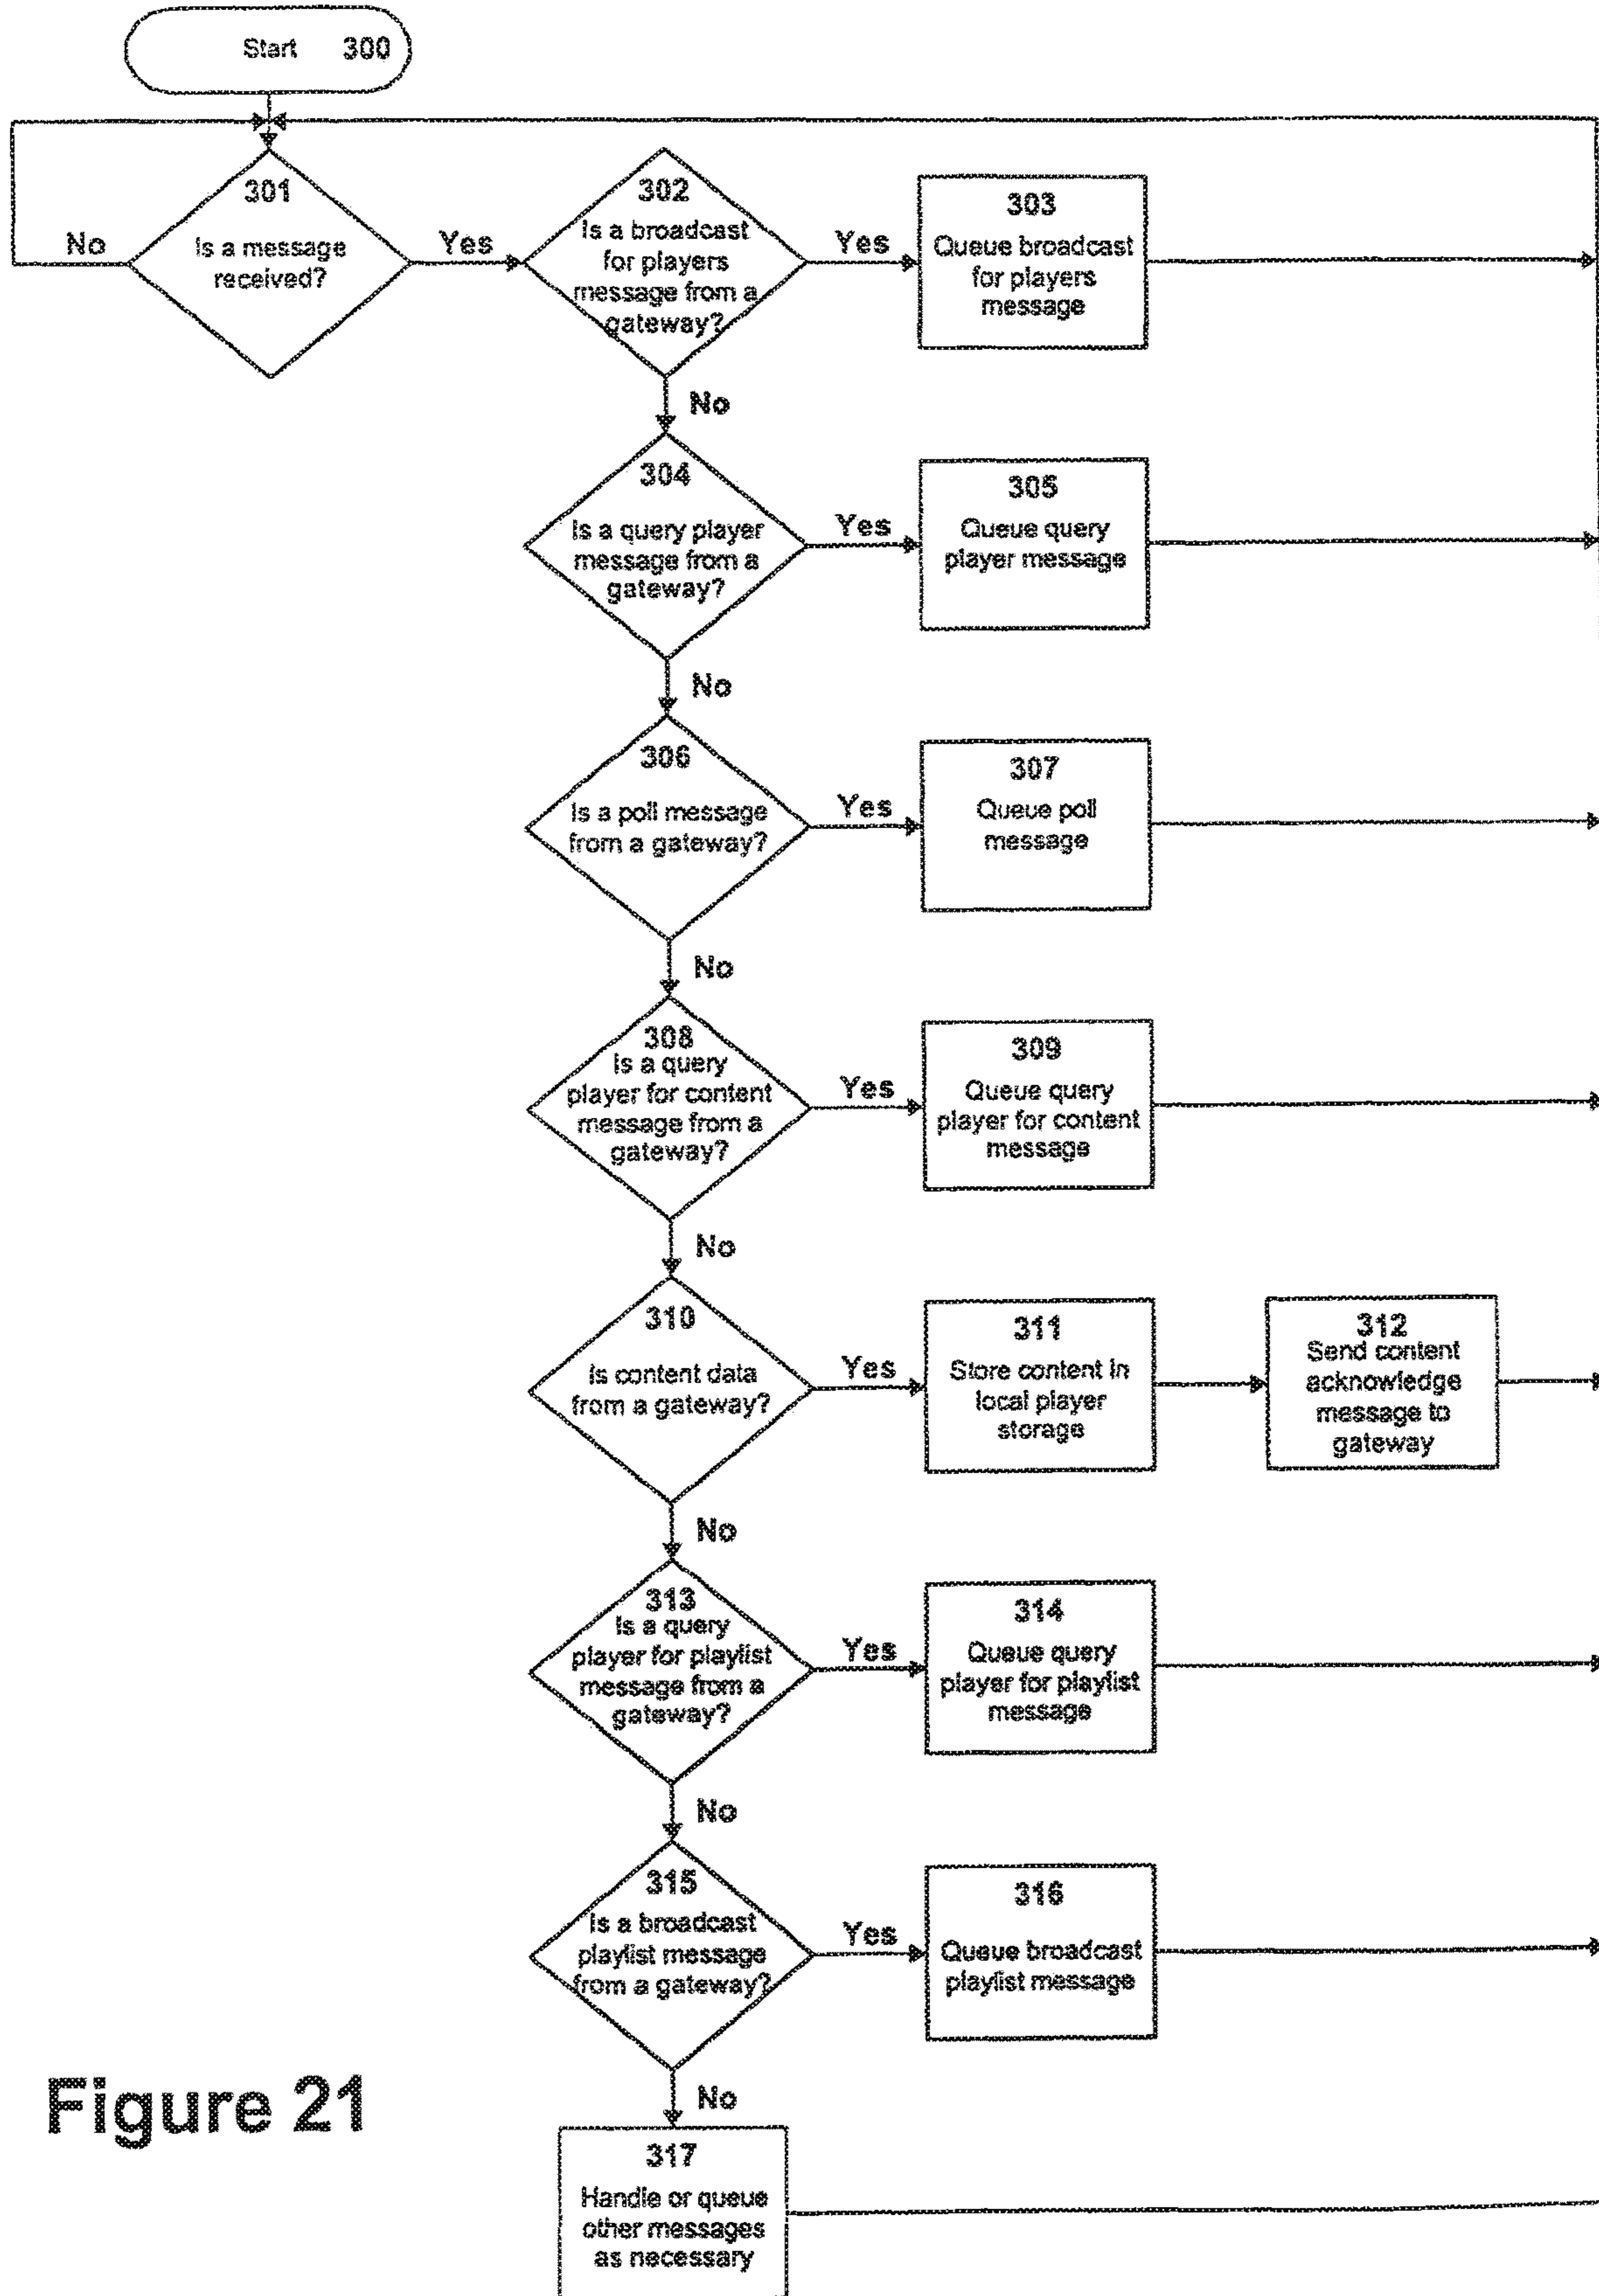 Start 300
301
Is a message
received?
No
Yes
302
Is a broadcast
for players
message from a
gateway?
Yes
303
Queue broadcast
for players
message
No
304
Is a query player
message from a
gateway?
Yes
305
Queue query
player message
No
306
Is a poll message
from a gateway?
Yes
307
Queue poll
message
No
308
Is a query
player for content
message from a
gateway?
Yes
309
Queue query
player for content
message
No
310
Is content data
from a gateway?
Yes
311
Store content in
local player
storage
312
Send content
acknowledge
message to
gateway
No
313
Is a query
player for playlist
message from a
gateway?
Yes
314
Queue query
player for playlist
message
No
315
Is a broadcast
playlist message
from a gateway?
Yes
316
Queue broadcast
playlist message
No
317
Handle or queue
other messages
as necessary
Figure 21